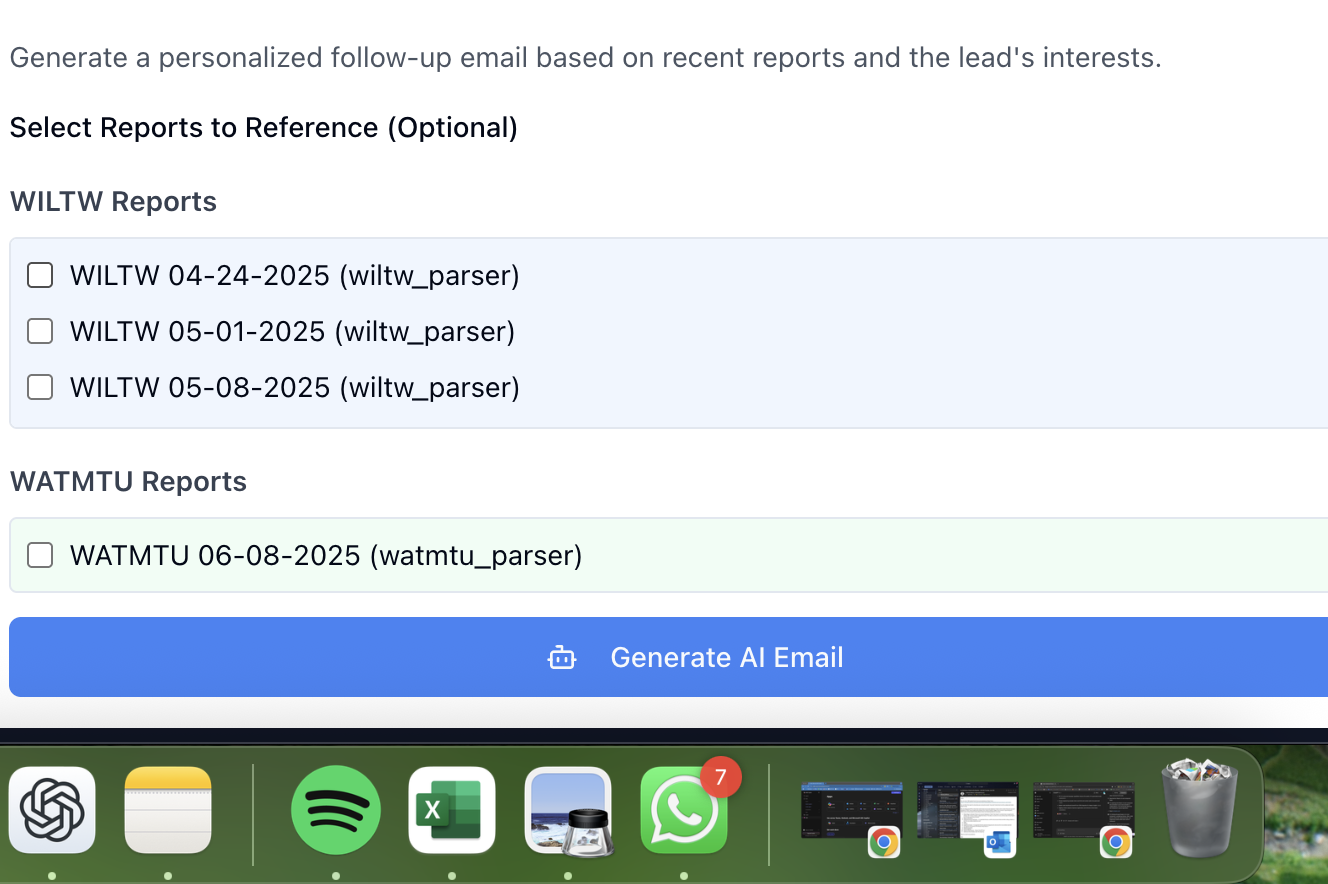 Generate a personalized follow-up email based on recent reports and the lead's interests.
Select Reports to Reference (Optional)
WILTW Reports
WILTW 04-24-2025 (wiltw_parser)
WILTW 05-01-2025 (wiltw_parser)
WILTW 05-08-2025 (wiltw_parser)
WATMTU Reports
WATMTU 06-08-2025 (watmtu_parser)
Generate AI Email
X
7